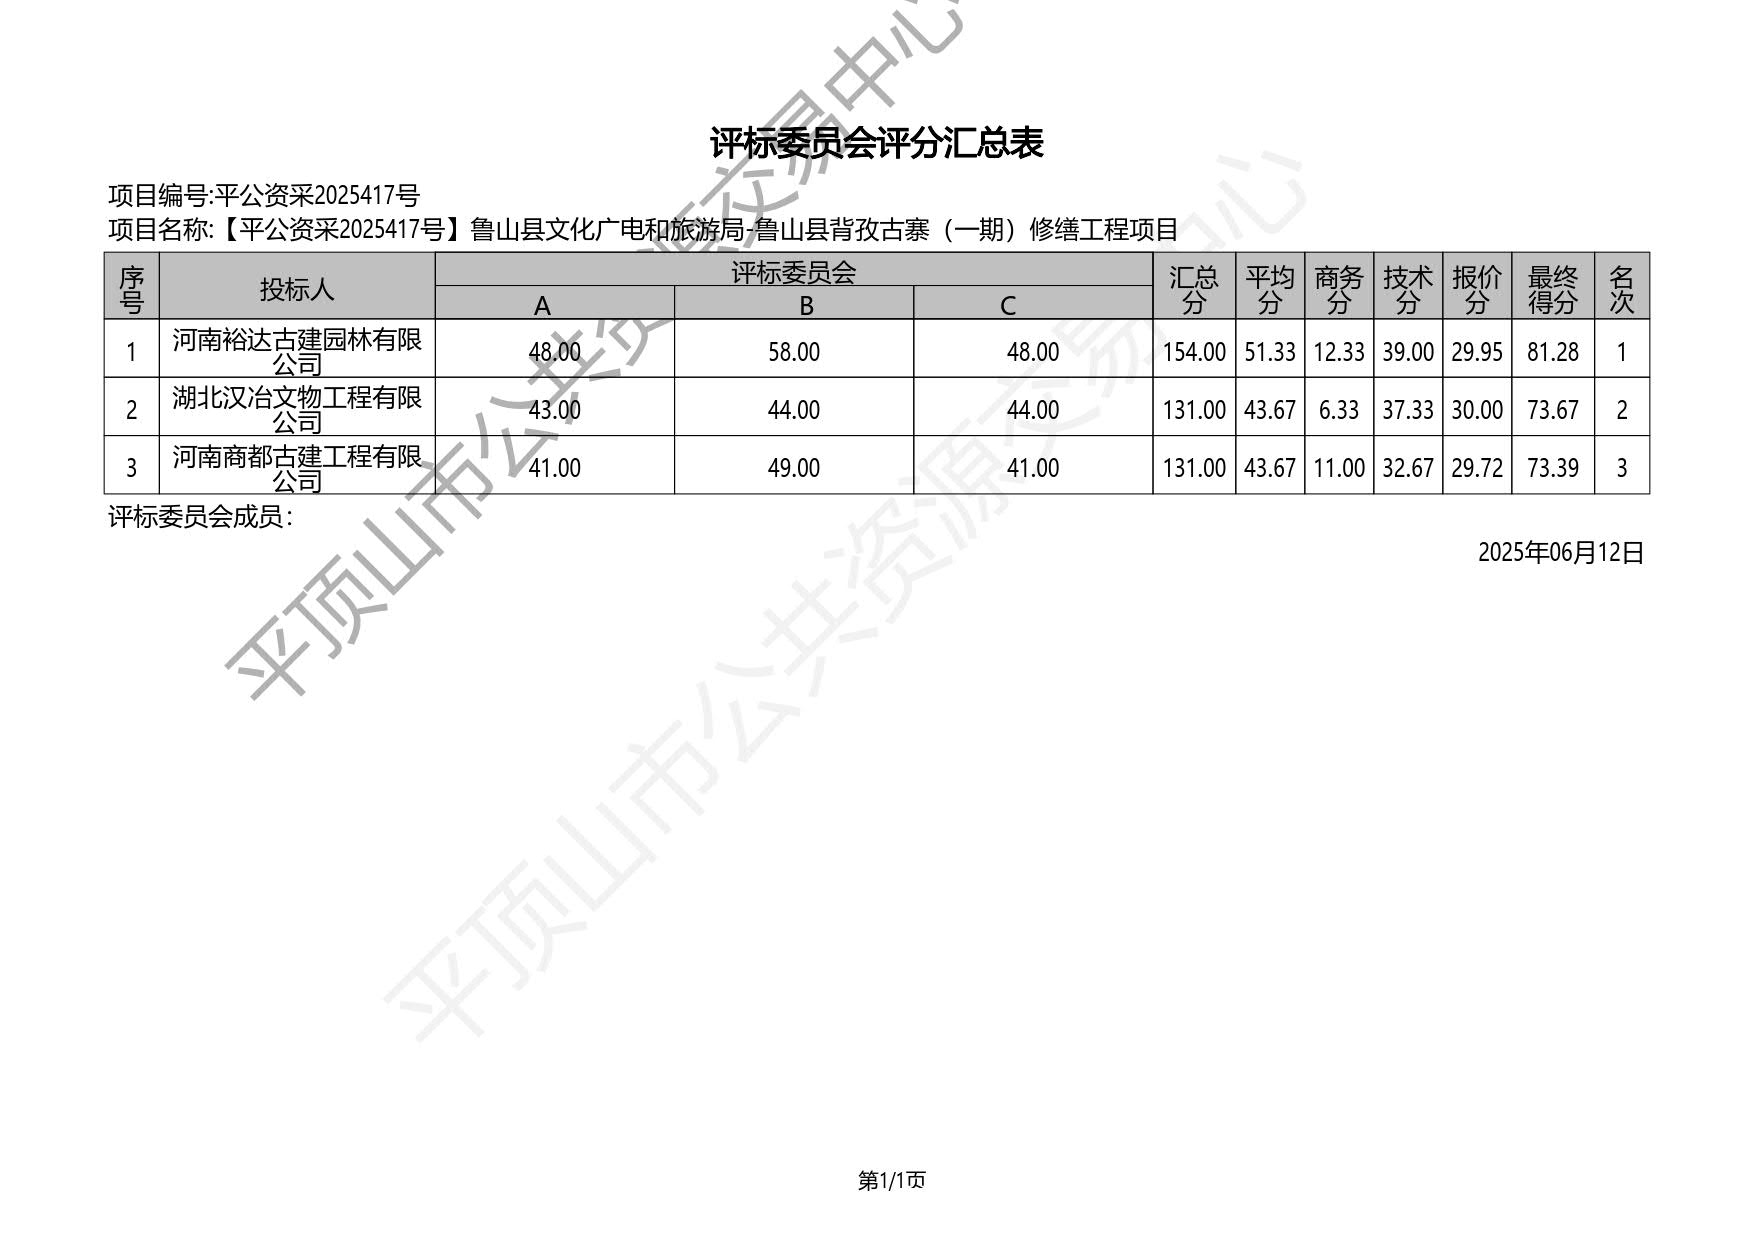 评标委员会评分汇总表
项目编号:平公资采2025417号
项目名称:【平公资采2025417号】鲁山县文化广电和旅游局-鲁山县背孜古寨（一期）修缮工程项目
序号 投标人 评标委员会 汇总分 平均分 商务分 技术分 报价分 最终得分 名次
A B C
1 河南裕达古建园林有限公司 48.00 58.00 48.00 154.00 51.33 12.33 39.00 29.95 81.28 1
2 湖北汉冶文物工程有限公司 43.00 44.00 44.00 131.00 43.67 6.33 37.33 30.00 73.67 2
3 河南商都古建工程有限公司 41.00 49.00 41.00 131.00 43.67 11.00 32.67 29.72 73.39 3
评标委员会成员：
2025年06月12日
平顶山市公共资源交易中心
平顶山市公共资源交易中心
第1/1页